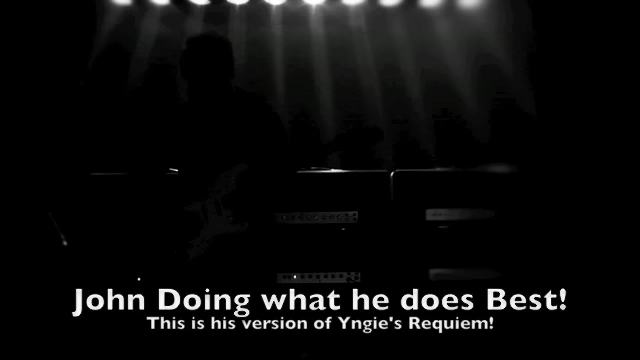 John Doing what he does Best!
This is his version of Yngie's Requiem!